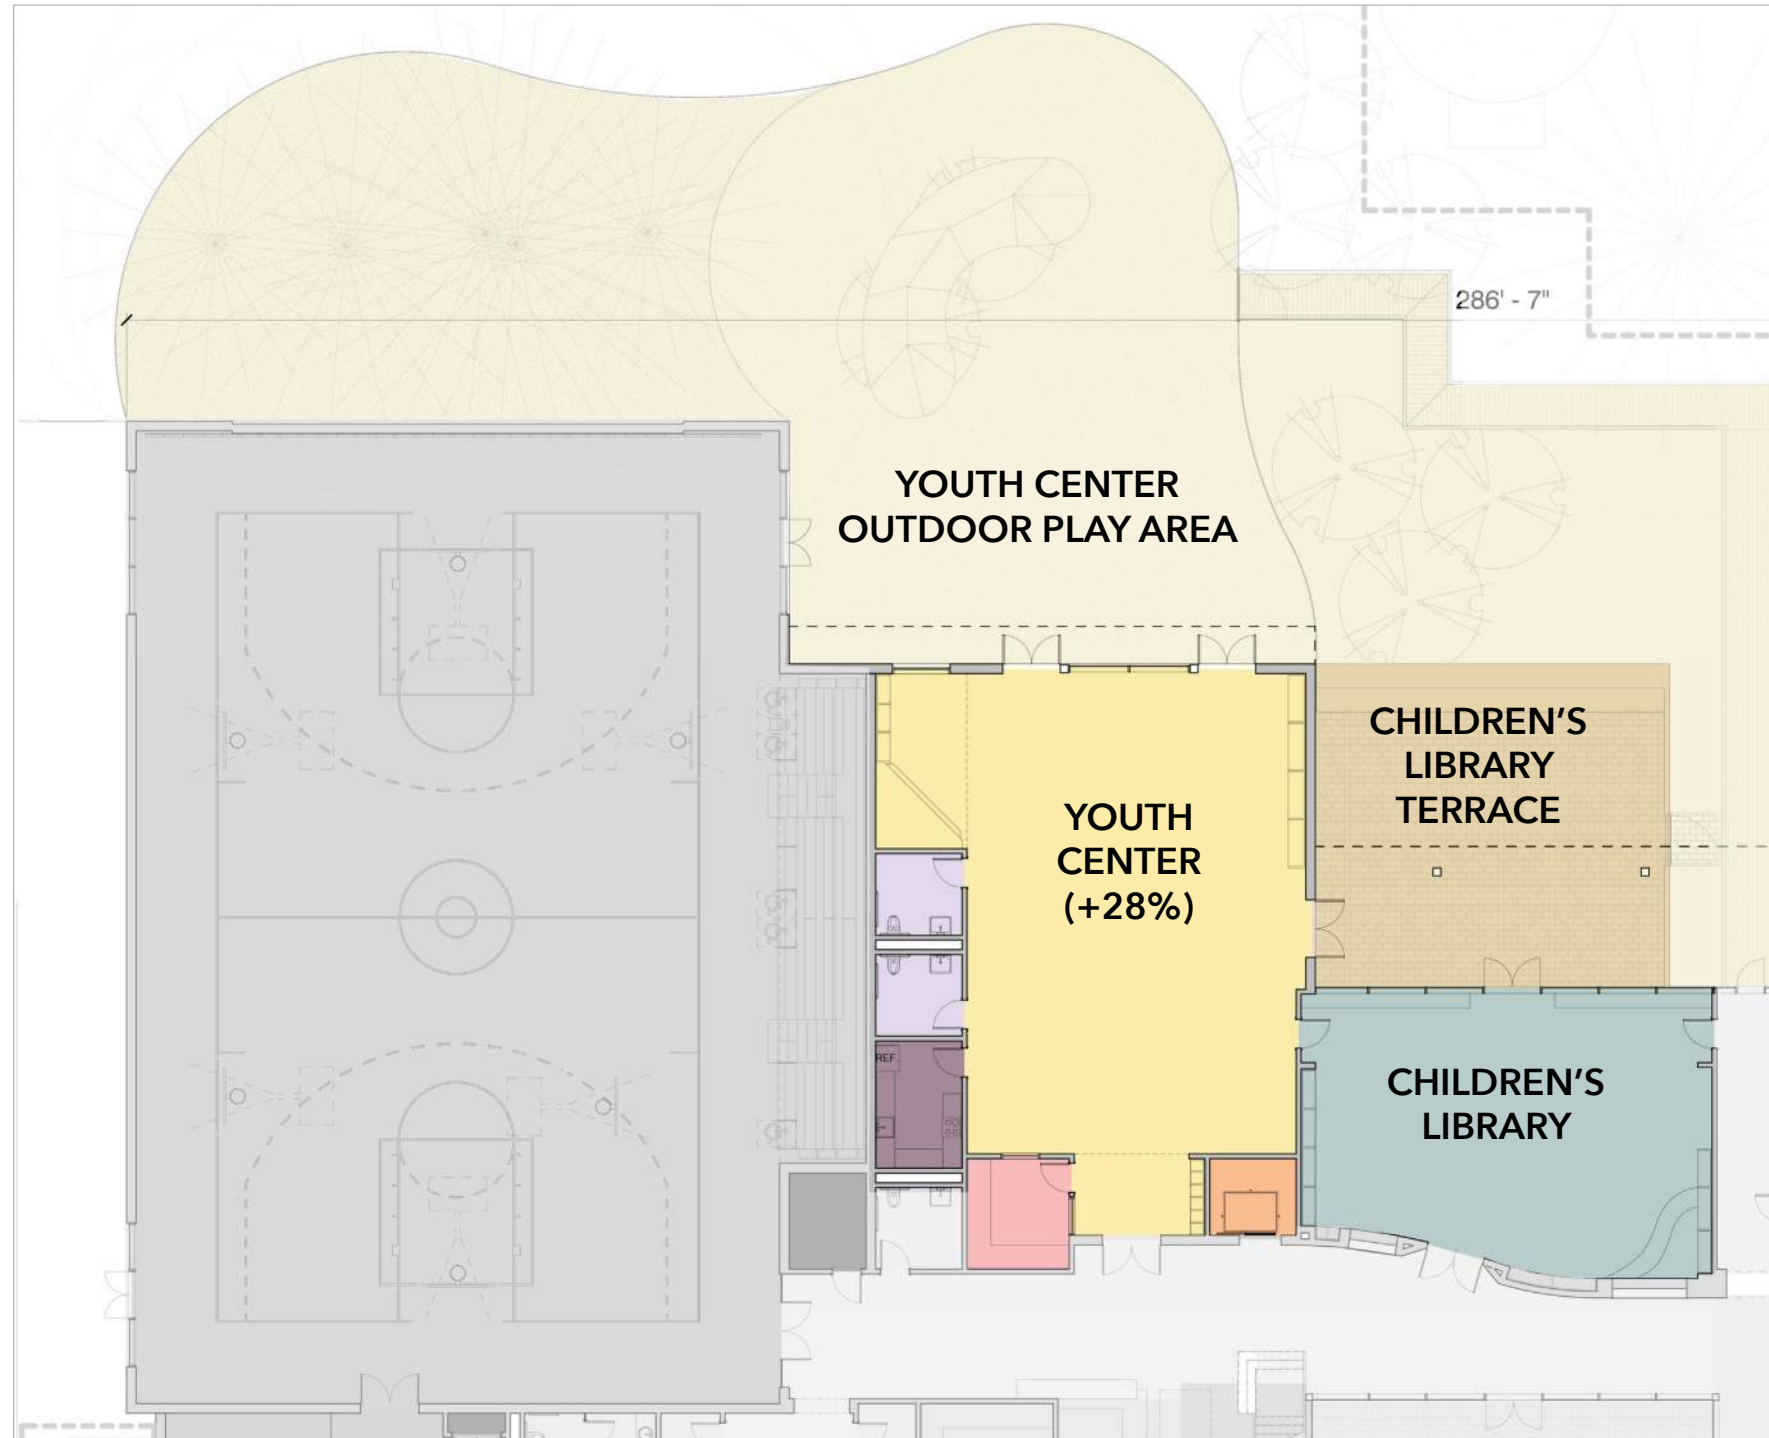 286' - 7"
YOUTH CENTER
OUTDOOR PLAY AREA
CHILDREN'S
LIBRARY
TERRACE
YOUTH
CENTER
(+28%)
REF
CHILDREN'S
LIBRARY